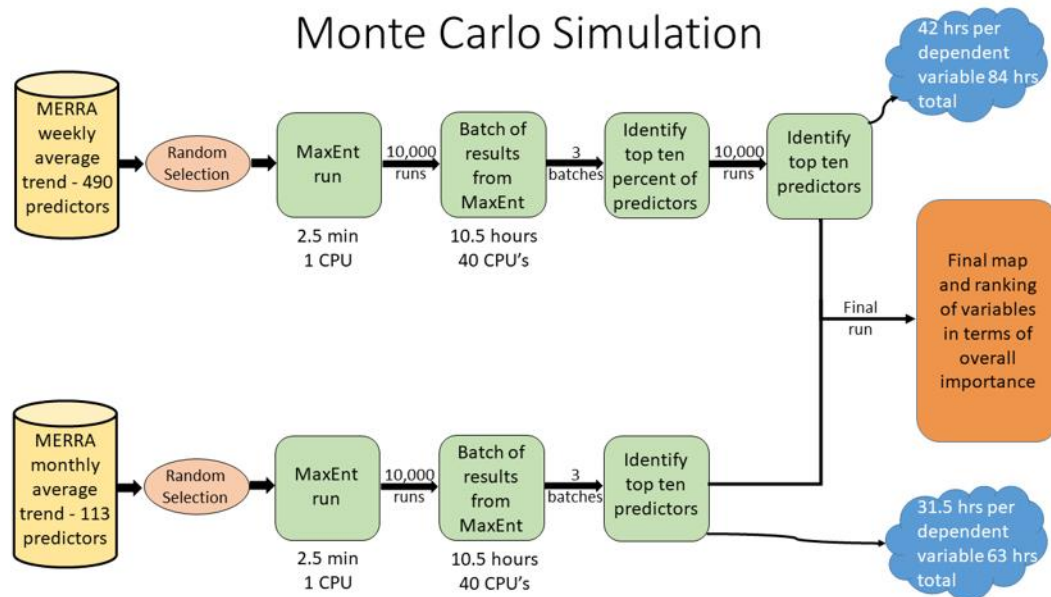 Monte Carlo Simulation
42 hrs per
dependent
variable 84 hrs
total
MERRA
weekly
average
trend - 490
predictors
Random
Selection
MaxEnt
run
10,000
runs
Batch of
results
from
MaxEnt
3
batches
Identify
top ten
percent of
predictors
10,000
runs
Identify
top ten
predictors
2.5 min
1 CPU
10.5 hours
40 CPU's
Final
run
Final map
and ranking
of variables
in terms of
overall
importance
MERRA
monthly
average
trend - 113
predictors
Random
Selection
MaxEnt
run
10,000
runs
Batch of
results
from
MaxEnt
3
batches
Identify
top ten
predictors
2.5 min
1 CPU
10.5 hours
40 CPU's
31.5 hrs per
dependent
variable 63 hrs
total